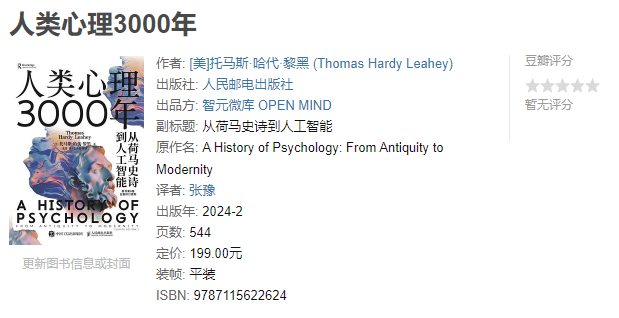 人类心理3000年
人类心理
3000年
Thomas
Hardy Leahey
从荷马史诗
到人工智能
A HISTORY OF
PSYCHOLOGY
FROM ANTIQUITY TO MODERNITY
更新图书信息或封面
作者: [美]托马斯·哈代·黎黑 (Thomas Hardy Leahey)
出版社: 人民邮电出版社
出品方: 智元微库 OPEN MIND
副标题: 从荷马史诗到人工智能
原作名: A History of Psychology: From Antiquity to
Modernity
译者: 张豫
出版年: 2024-2
页数: 544
定价: 199.00元
装帧: 平装
ISBN: 9787115622624
豆瓣评分
暂无评分